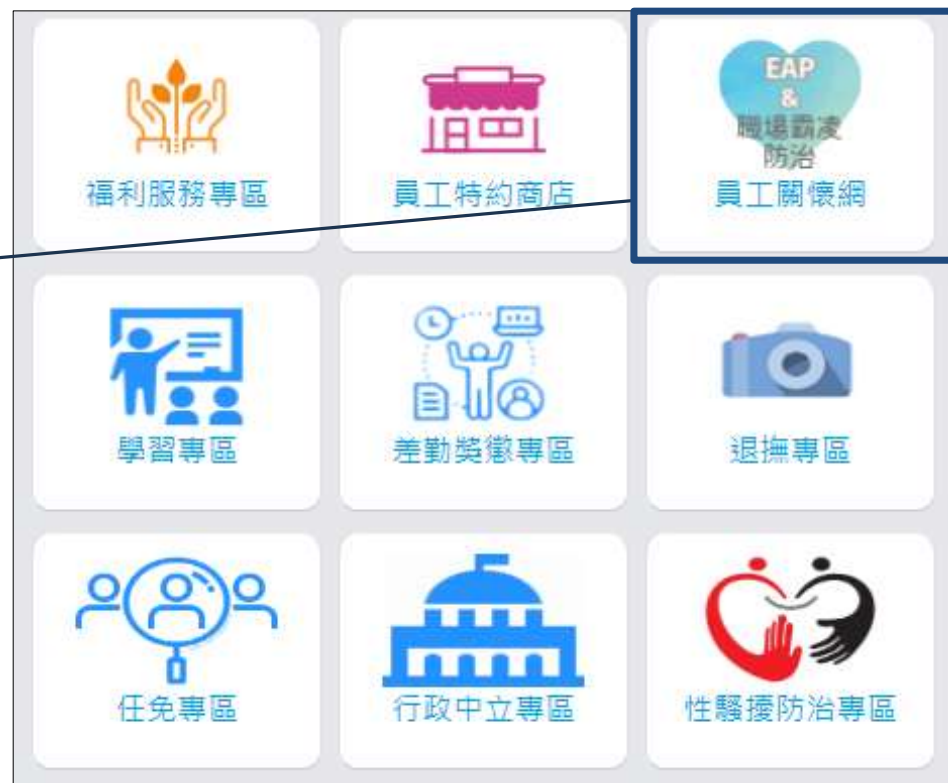 福利服務專區
員工特約商店
EAP
&
職場霸凌
防治
員工關懷網
學習專區
差勤獎懲專區
退撫專區
任免專區
行政中立專區
性騷擾防治專區